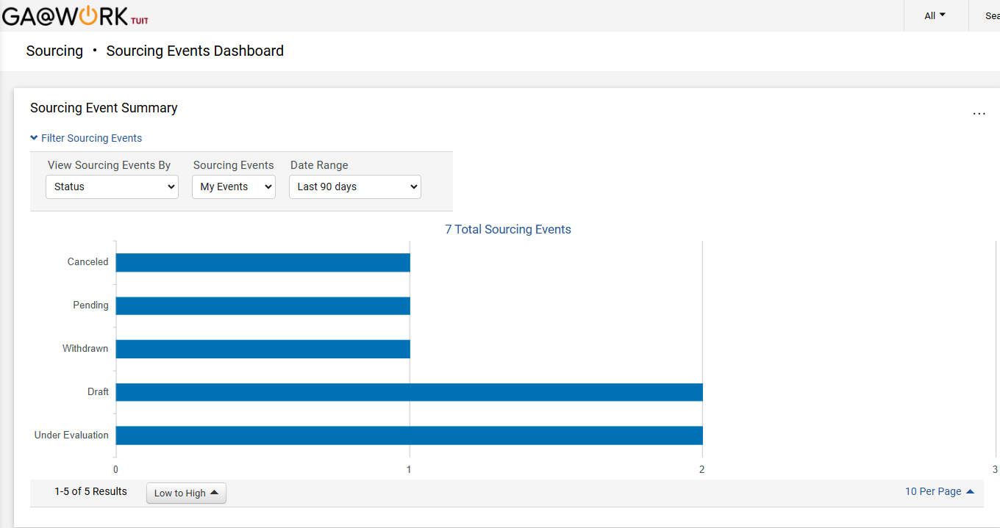 GA@WORK TUIT
All
Sea
Sourcing • Sourcing Events Dashboard
Sourcing Event Summary
...
Filter Sourcing Events
View Sourcing Events By Sourcing Events Date Range
Status My Events Last 90 days
7 Total Sourcing Events
Canceled
Pending
Withdrawn
Draft
Under Evaluation
0 1 2 3
1-5 of 5 Results Low to High 10 Per Page